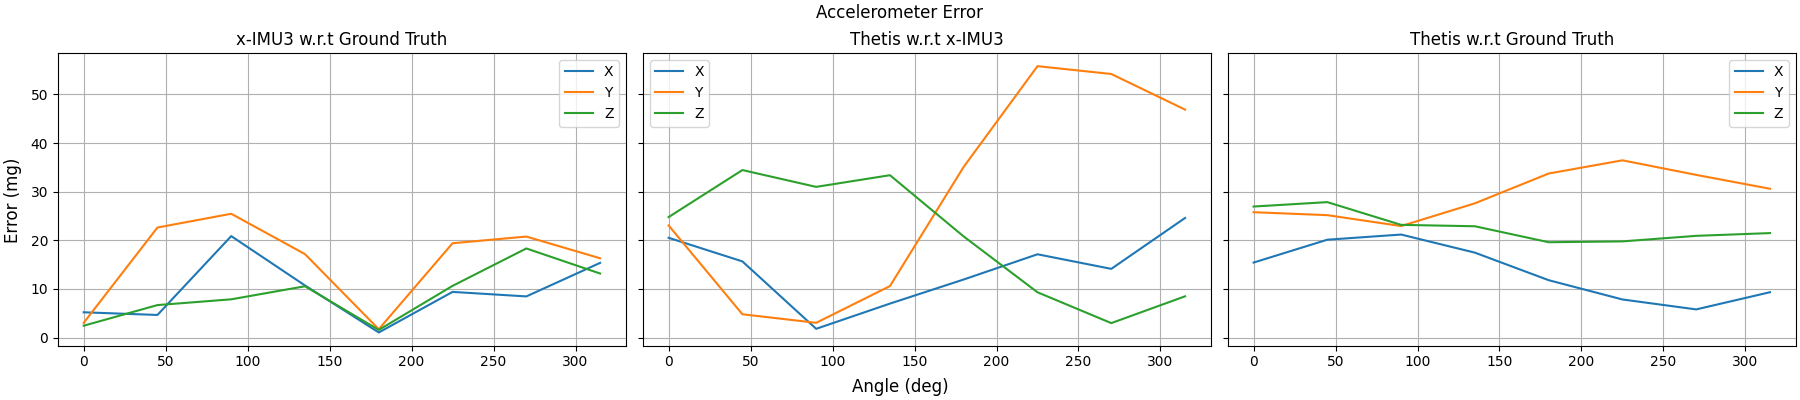 Accelerometer Error
x-IMU3 w.r.t Ground Truth
Thetis w.r.t x-IMU3
Thetis w.r.t Ground Truth
Error (mg)
50
40
30
20
10
0
X
Y
Z
X
Y
Z
X
Y
Z
0 50 100 150 200 250 300
0 50 100 150 200 250 300
0 50 100 150 200 250 300
Angle (deg)